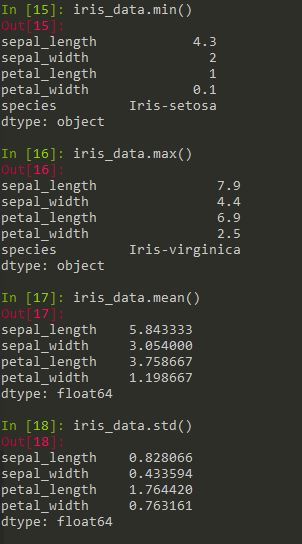 In [15]: iris_data.min()
Out[15]:
sepal_length            4.3
sepal_width               2
petal_length              1
petal_width             0.1
species         Iris-setosa
dtype: object
In [16]: iris_data.max()
Out[16]:
sepal_length               7.9
sepal_width                4.4
petal_length               6.9
petal_width                2.5
species         Iris-virginica
dtype: object
In [17]: iris_data.mean()
Out[17]:
sepal_length    5.843333
sepal_width     3.054000
petal_length    3.758667
petal_width     1.198667
dtype: float64
In [18]: iris_data.std()
Out[18]:
sepal_length    0.828066
sepal_width     0.433594
petal_length    1.764420
petal_width     0.763161
dtype: float64